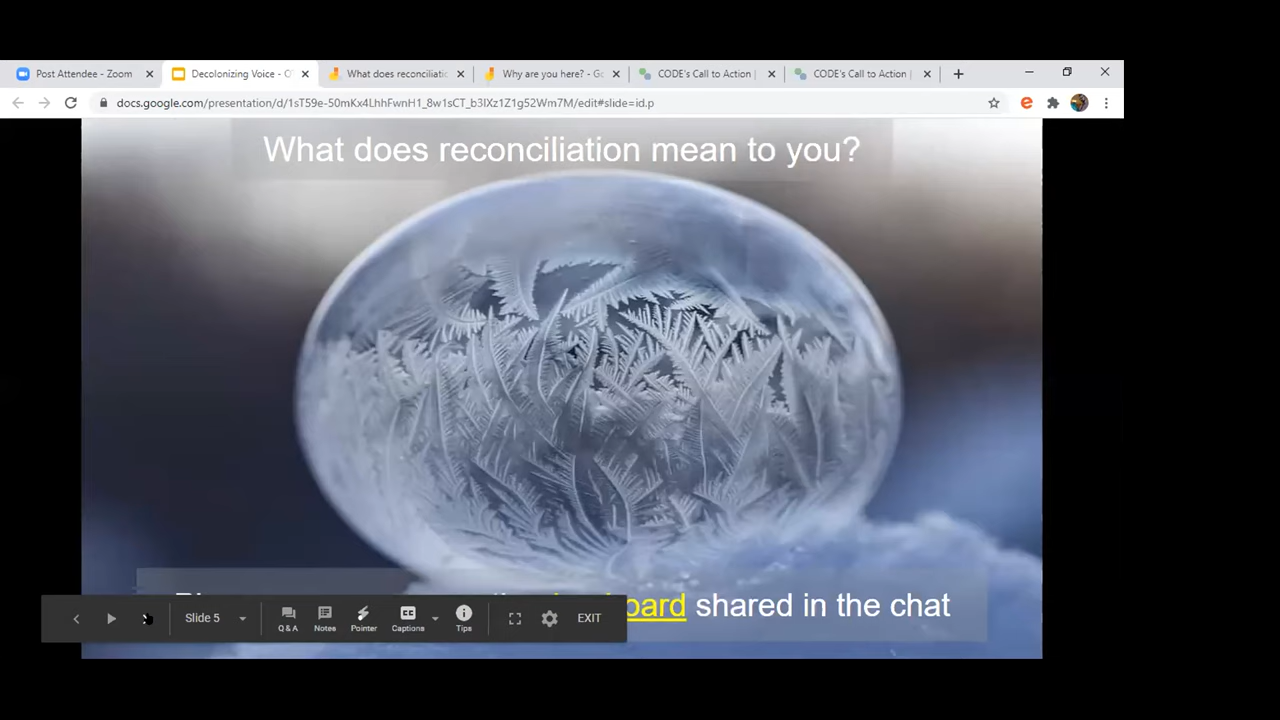 Post Attendee - Zoom
Decolonizing Voice - O
What does reconciliatio
Why are you here? - Go
CODE's Call to Action |
CODE's Call to Action |
docs.google.com/presentation/d/1sT59e-50mKx4LhhFwnH1_8w1sCT_b3lXz1Z1g52Wm7M/edit#slide=id.p
What does reconciliation mean to you?
board shared in the chat
Slide 5
Q & A
Notes
Pointer
Captions
Tips
EXIT